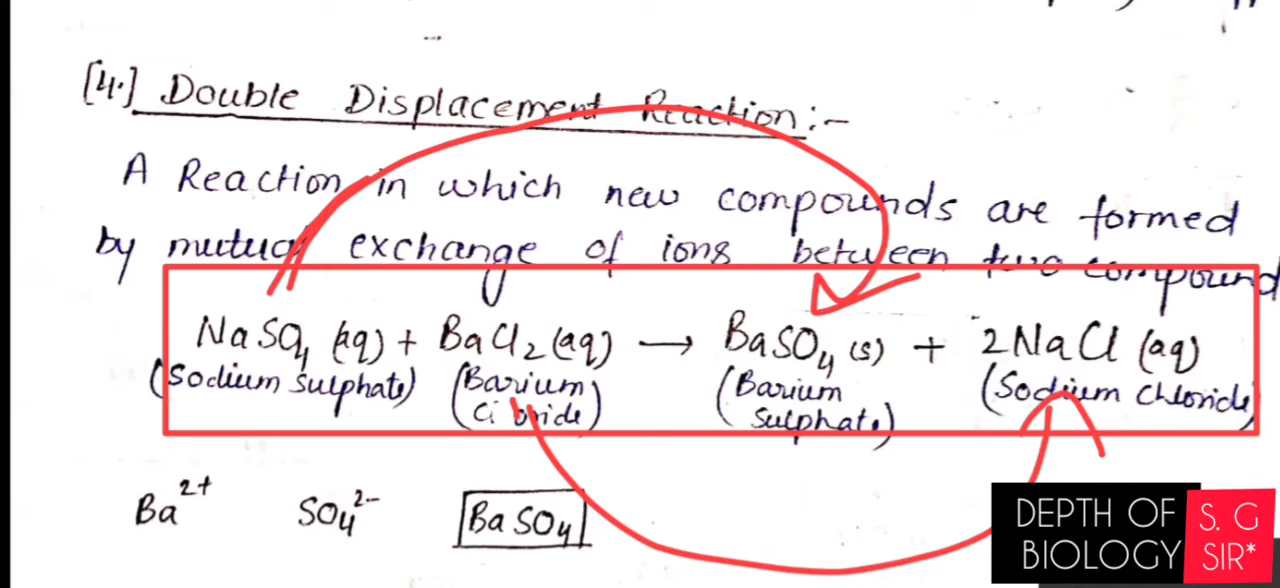 [4.] Double Displacement Reaction :-
A Reaction in which new compounds are formed
by mutual exchange of ions between two compound
NaSO₄ (aq) + BaCl₂ (aq) → BaSO₄ (s) + 2NaCl (aq)
(Sodium Sulphate) (Barium Chloride) (Barium Sulphate) (Sodium Chloride)
Ba²⁺ SO₄²⁻ BaSO₄
DEPTH OF BIOLOGY S. G SIR*